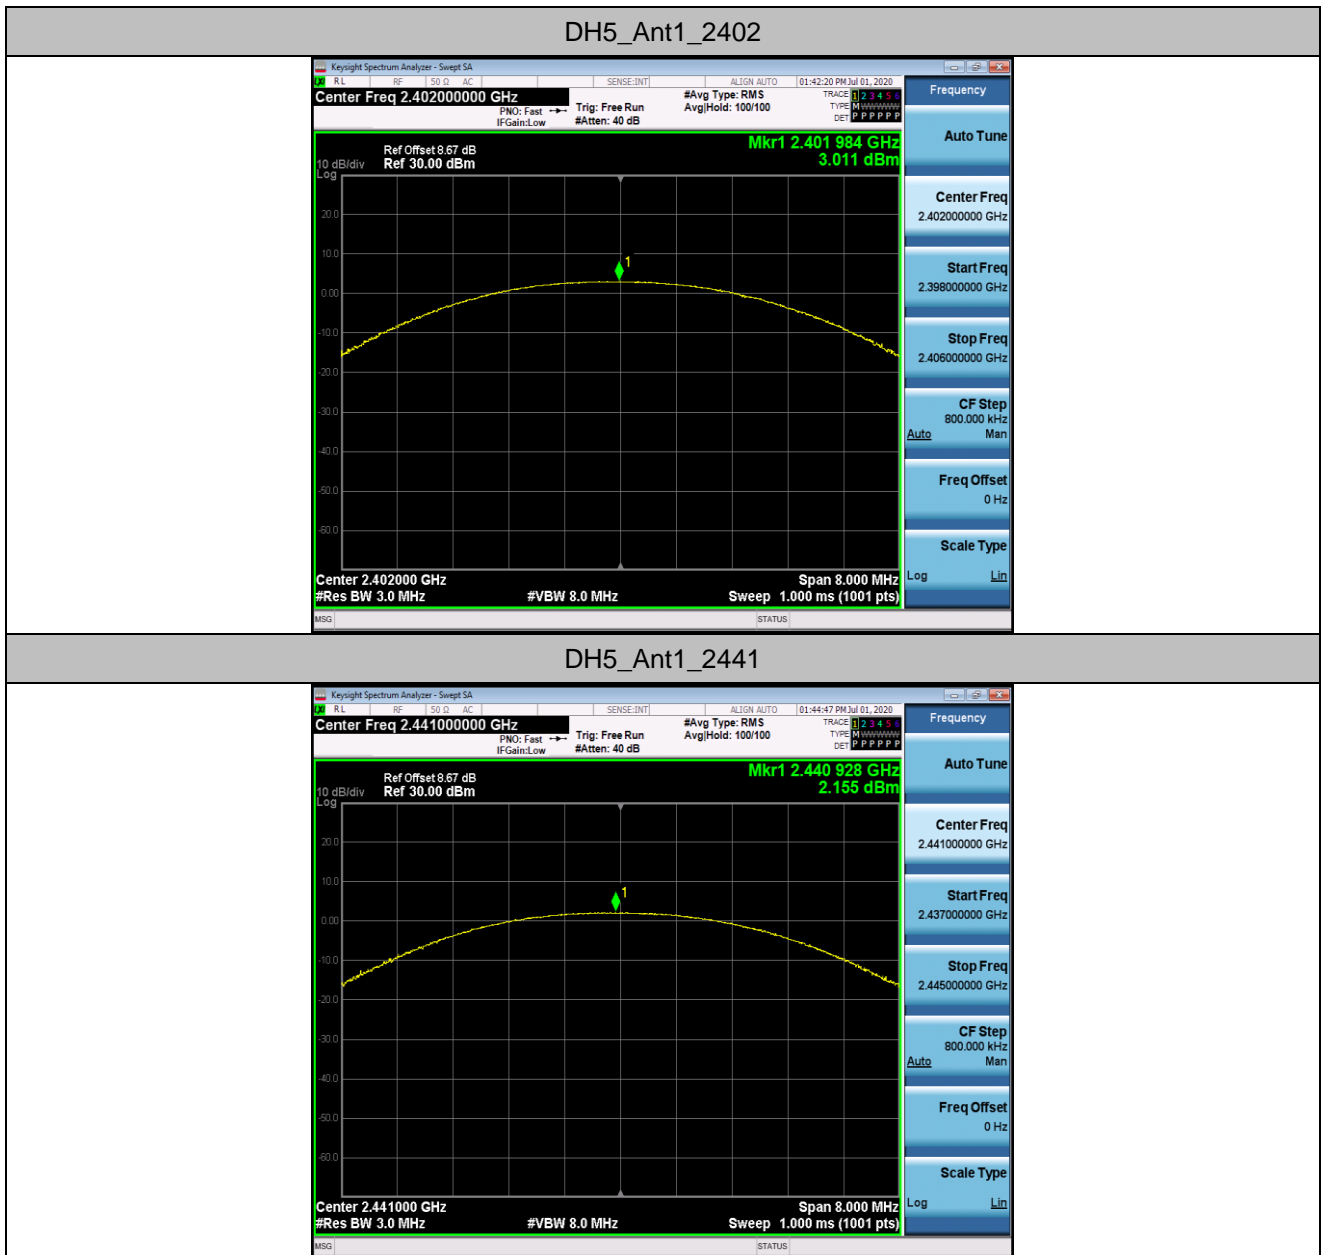 DH5_Ant1_2402
Keysight Spectrum Analyzer - Swept SA
RL RF 50 Ω AC SENSE:INT ALIGN AUTO 01:42:20 PM Jul 01, 2020
Center Freq 2.402000000 GHz #Avg Type: RMS TRACE 1 2 3 4 5 6
PNO: Fast Trig: Free Run Avg|Hold: 100/100 TYPE M WWWWW
IFGain:Low #Atten: 40 dB DET P P P P P P
Mkr1 2.401 984 GHz
3.011 dBm
Ref Offset 8.67 dB
10 dB/div Ref 30.00 dBm
Log
20.0
10.0
1
0.00
-10.0
-20.0
-30.0
-40.0
-50.0
-60.0
Center 2.402000 GHz Span 8.000 MHz
#Res BW 3.0 MHz #VBW 8.0 MHz Sweep 1.000 ms (1001 pts)
MSG STATUS
Frequency
Auto Tune
Center Freq
2.402000000 GHz
Start Freq
2.398000000 GHz
Stop Freq
2.406000000 GHz
CF Step
800.000 kHz
Auto Man
Freq Offset
0 Hz
Scale Type
Log Lin
DH5_Ant1_2441
Keysight Spectrum Analyzer - Swept SA
RL RF 50 Ω AC SENSE:INT ALIGN AUTO 01:44:47 PM Jul 01, 2020
Center Freq 2.441000000 GHz #Avg Type: RMS TRACE 1 2 3 4 5 6
PNO: Fast Trig: Free Run Avg|Hold: 100/100 TYPE M WWWWW
IFGain:Low #Atten: 40 dB DET P P P P P P
Mkr1 2.440 928 GHz
2.155 dBm
Ref Offset 8.67 dB
10 dB/div Ref 30.00 dBm
Log
20.0
10.0
1
0.00
-10.0
-20.0
-30.0
-40.0
-50.0
-60.0
Center 2.441000 GHz Span 8.000 MHz
#Res BW 3.0 MHz #VBW 8.0 MHz Sweep 1.000 ms (1001 pts)
MSG STATUS
Frequency
Auto Tune
Center Freq
2.441000000 GHz
Start Freq
2.437000000 GHz
Stop Freq
2.445000000 GHz
CF Step
800.000 kHz
Auto Man
Freq Offset
0 Hz
Scale Type
Log Lin